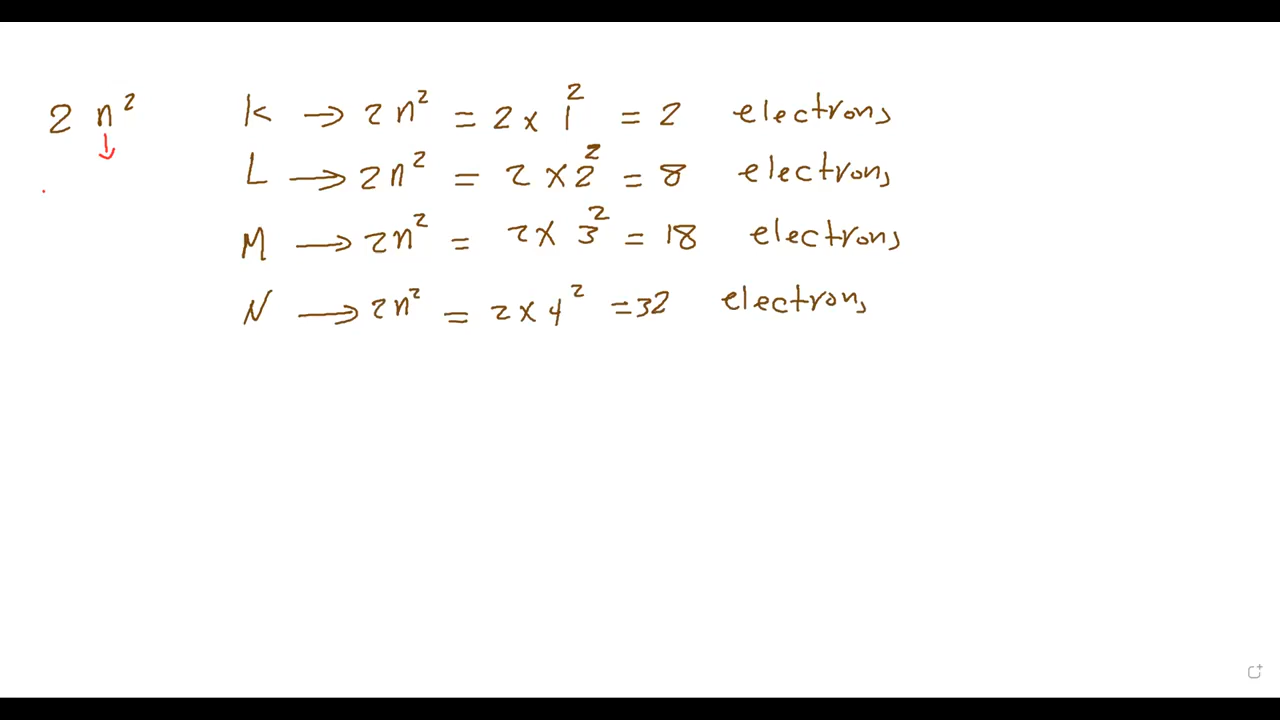 2 n²
K → 2n² = 2 × 1² = 2 electrons
L → 2n² = 2 × 2² = 8 electrons
M → 2n² = 2 × 3² = 18 electrons
N → 2n² = 2 × 4² = 32 electrons